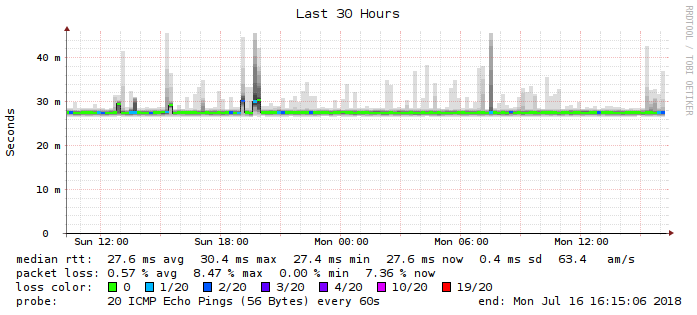 Last 30 Hours
RRDTOOL / TOBI OETIKER
Seconds
40 m
30 m
20 m
10 m
0
Sun 12:00 Sun 18:00 Mon 00:00 Mon 06:00 Mon 12:00
median rtt: 27.6 ms avg 30.4 ms max 27.4 ms min 27.6 ms now 0.4 ms sd 63.4 am/s
packet loss: 0.57 % avg 8.47 % max 0.00 % min 7.36 % now
loss color: 0 1/20 2/20 3/20 4/20 10/20 19/20
probe: 20 ICMP Echo Pings (56 Bytes) every 60s end: Mon Jul 16 16:15:06 2018